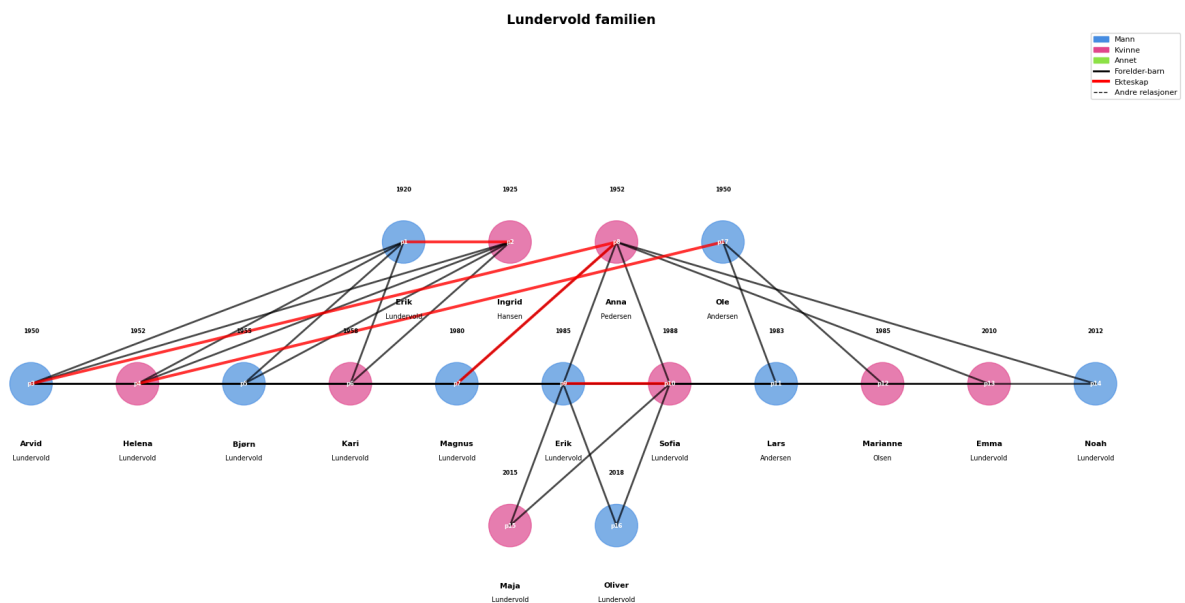 Lundervold familien
Mann
Kvinne
Annet
Forelder-barn
Ekteskap
Andre relasjoner
1920 1925 1952 1950
p1 p2 p8 p17
Erik Ingrid Anna Ole
Lundervold Hansen Pedersen Andersen
1950 1952 1955 1958 1980 1985 1988 1983 1985 2010 2012
p3 p4 p5 p6 p7 p9 p10 p11 p12 p13 p14
Arvid Helena Bjørn Kari Magnus Erik Sofia Lars Marianne Emma Noah
Lundervold Lundervold Lundervold Lundervold Lundervold Lundervold Lundervold Andersen Olsen Lundervold Lundervold
2015 2018
p15 p16
Maja Oliver
Lundervold Lundervold